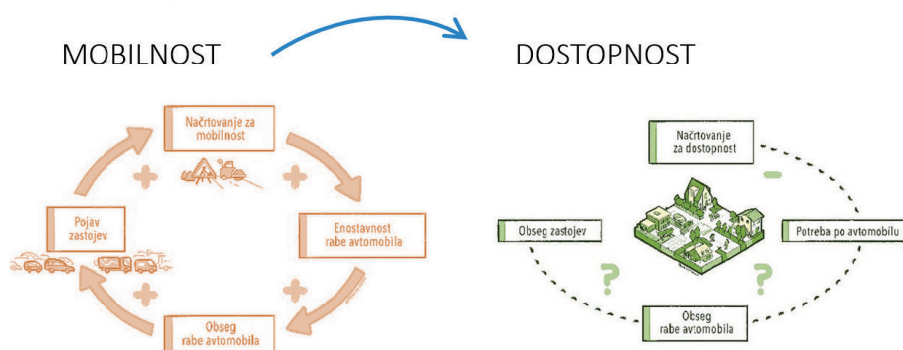 MOBILNOST
Načrtovanje za
mobilnost
+
+
Pojav
zastojev
Enostavnost
rabe avtomobila
+
+
Obseg
rabe avtomobila
DOSTOPNOST
Načrtovanje
za dostopnost
-
Obseg zastojev
Potreba po avtomobilu
?
?
Obseg
rabe avtomobila